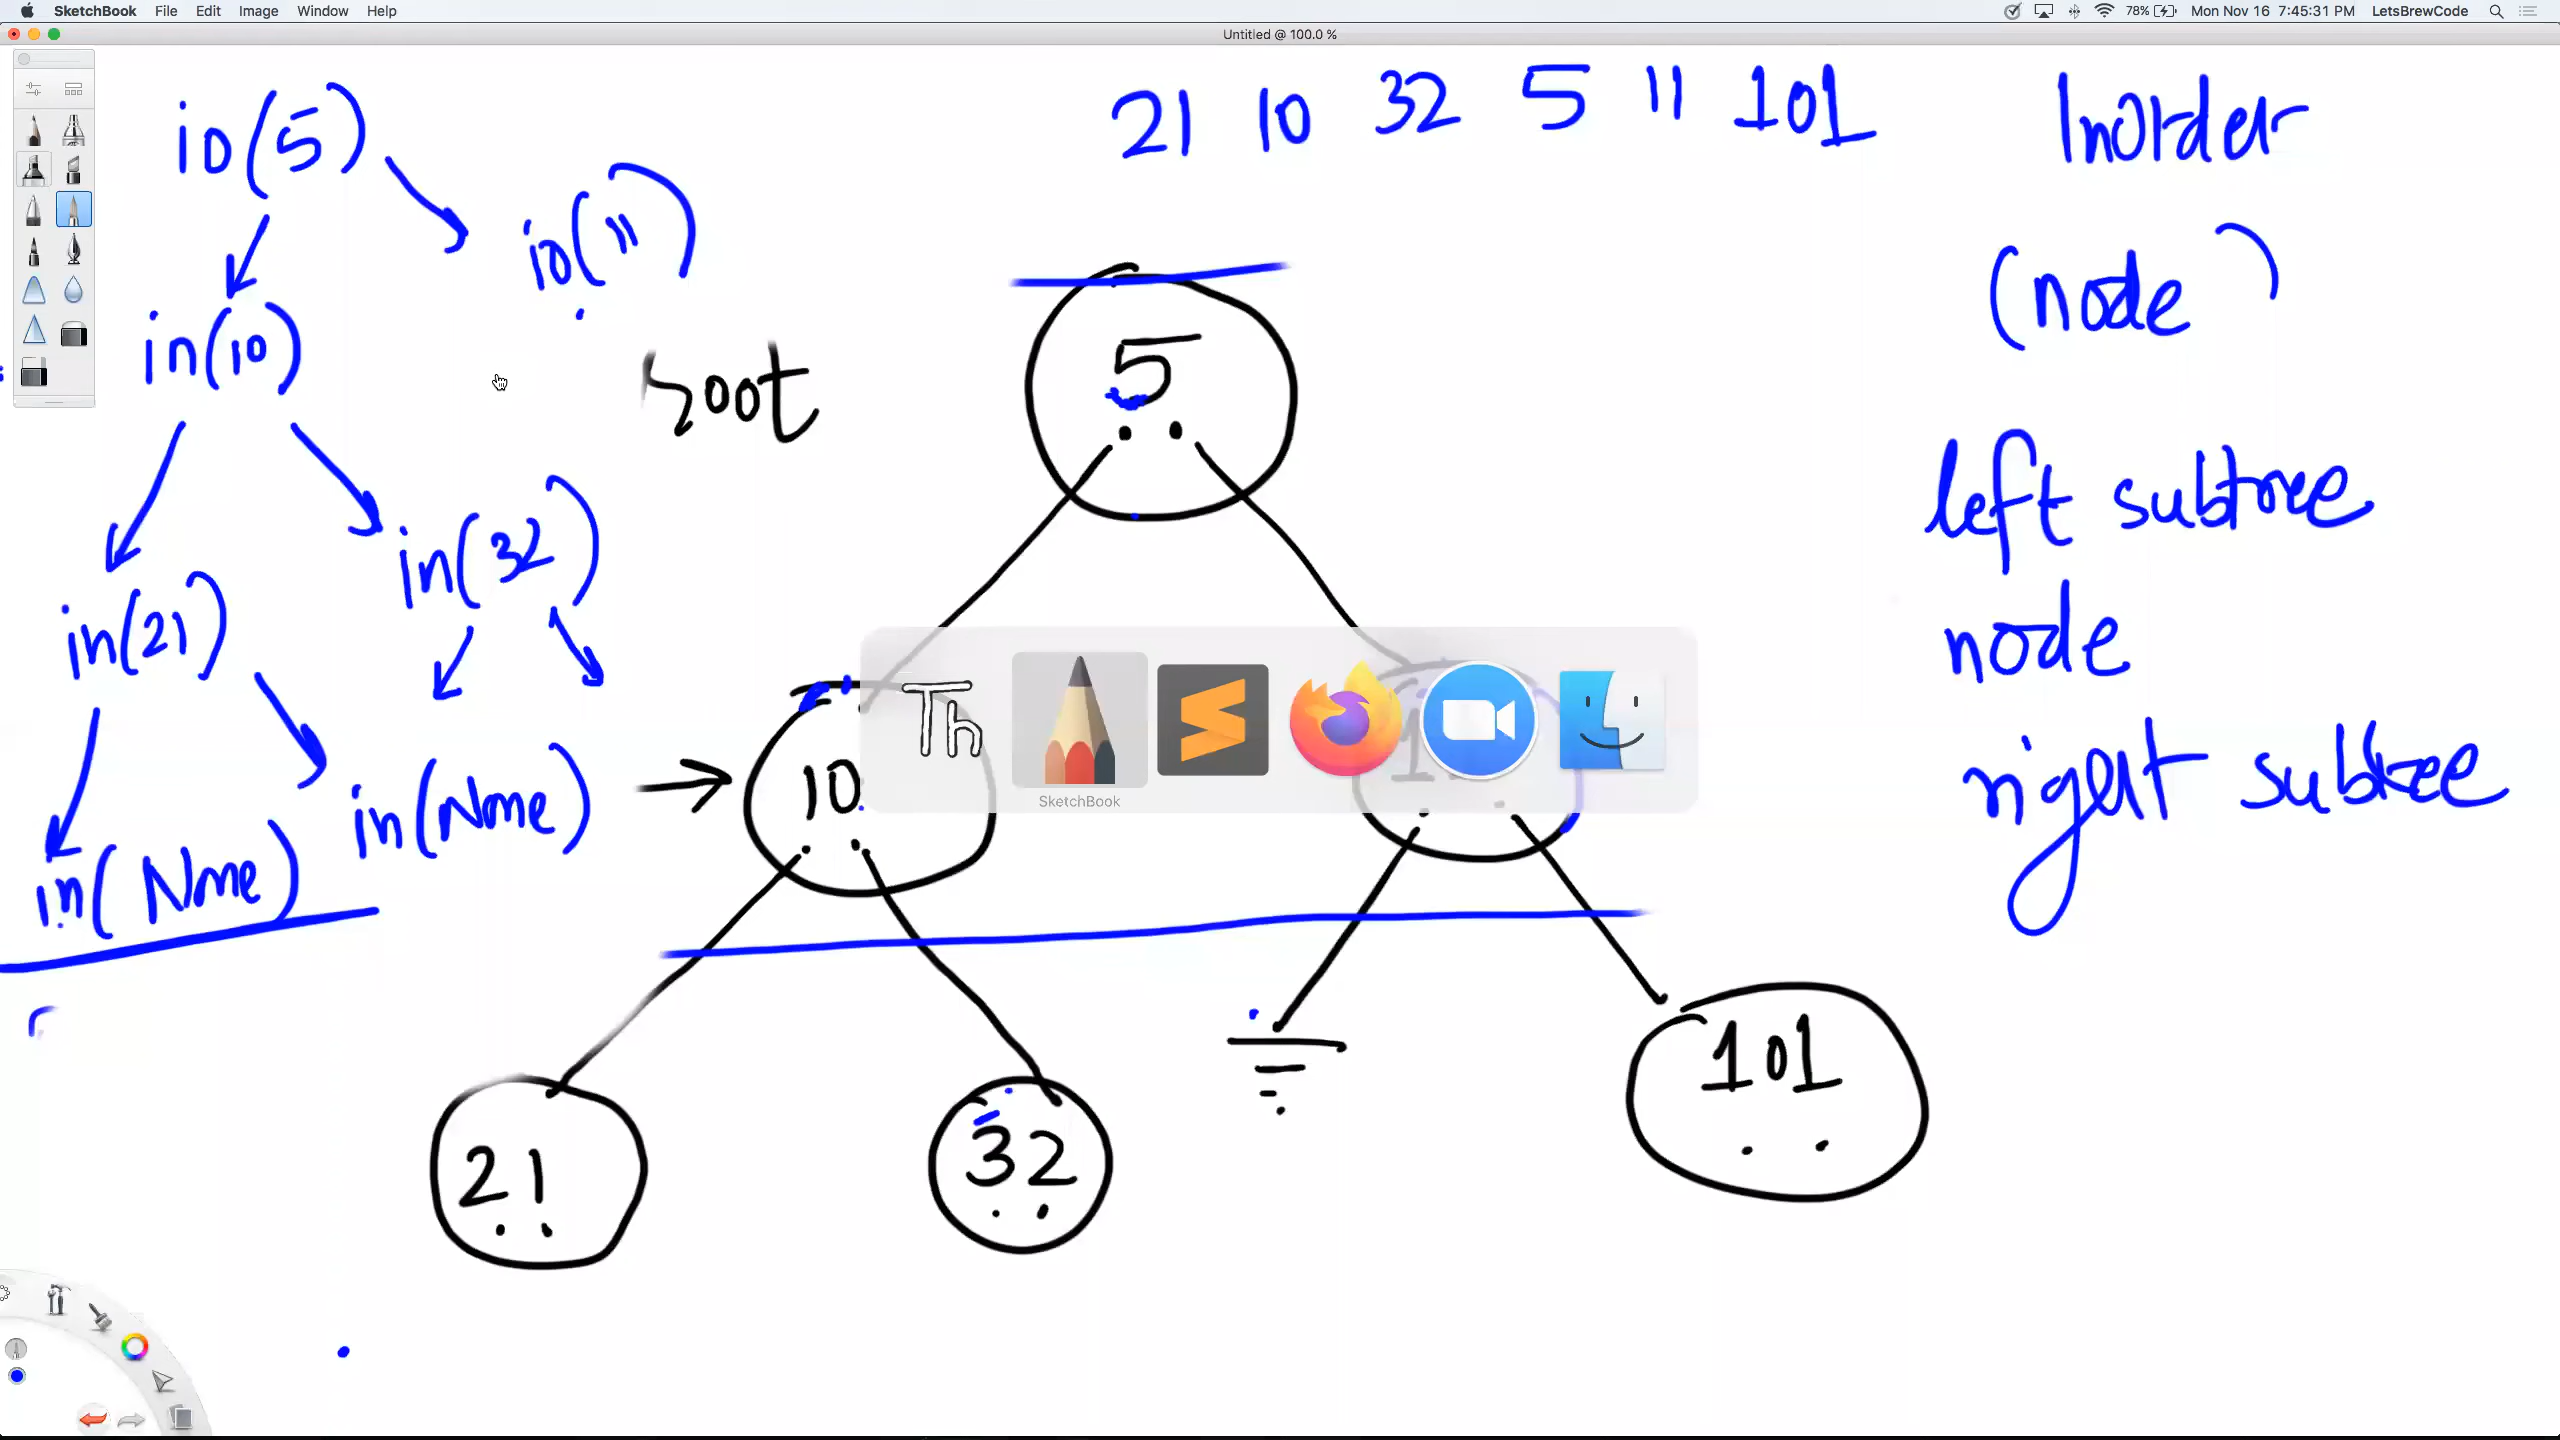 SketchBook File Edit Image Window Help 78% Mon Nov 16 7:45:31 PM LetsBrewCode
Untitled @ 100.0 %
21 10 32 5 11 101
Inorder
(node)
left subtree
node
right subtree
io(5)
io(11)
in(10)
in(32)
in(21)
in(None)
in(None)
root
5
10
Th
SketchBook
21
32
101